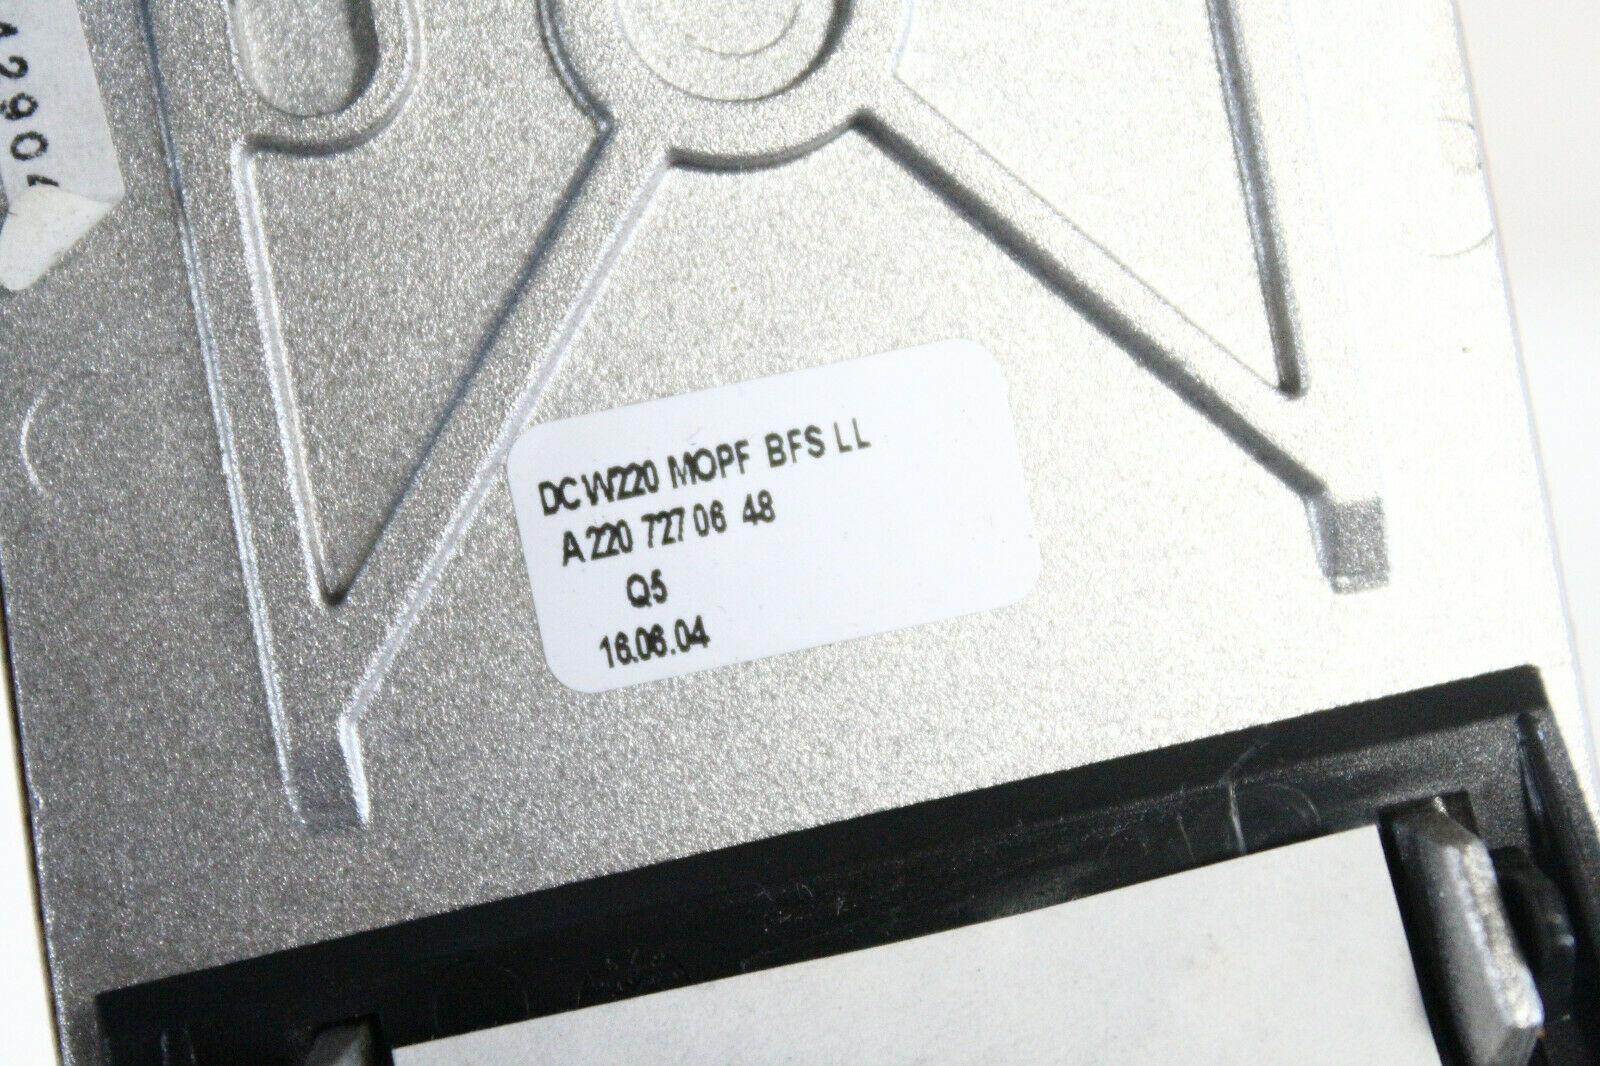 DC W220 MOPF BFS LL
A 220 727 06 48
Q5
16.06.04